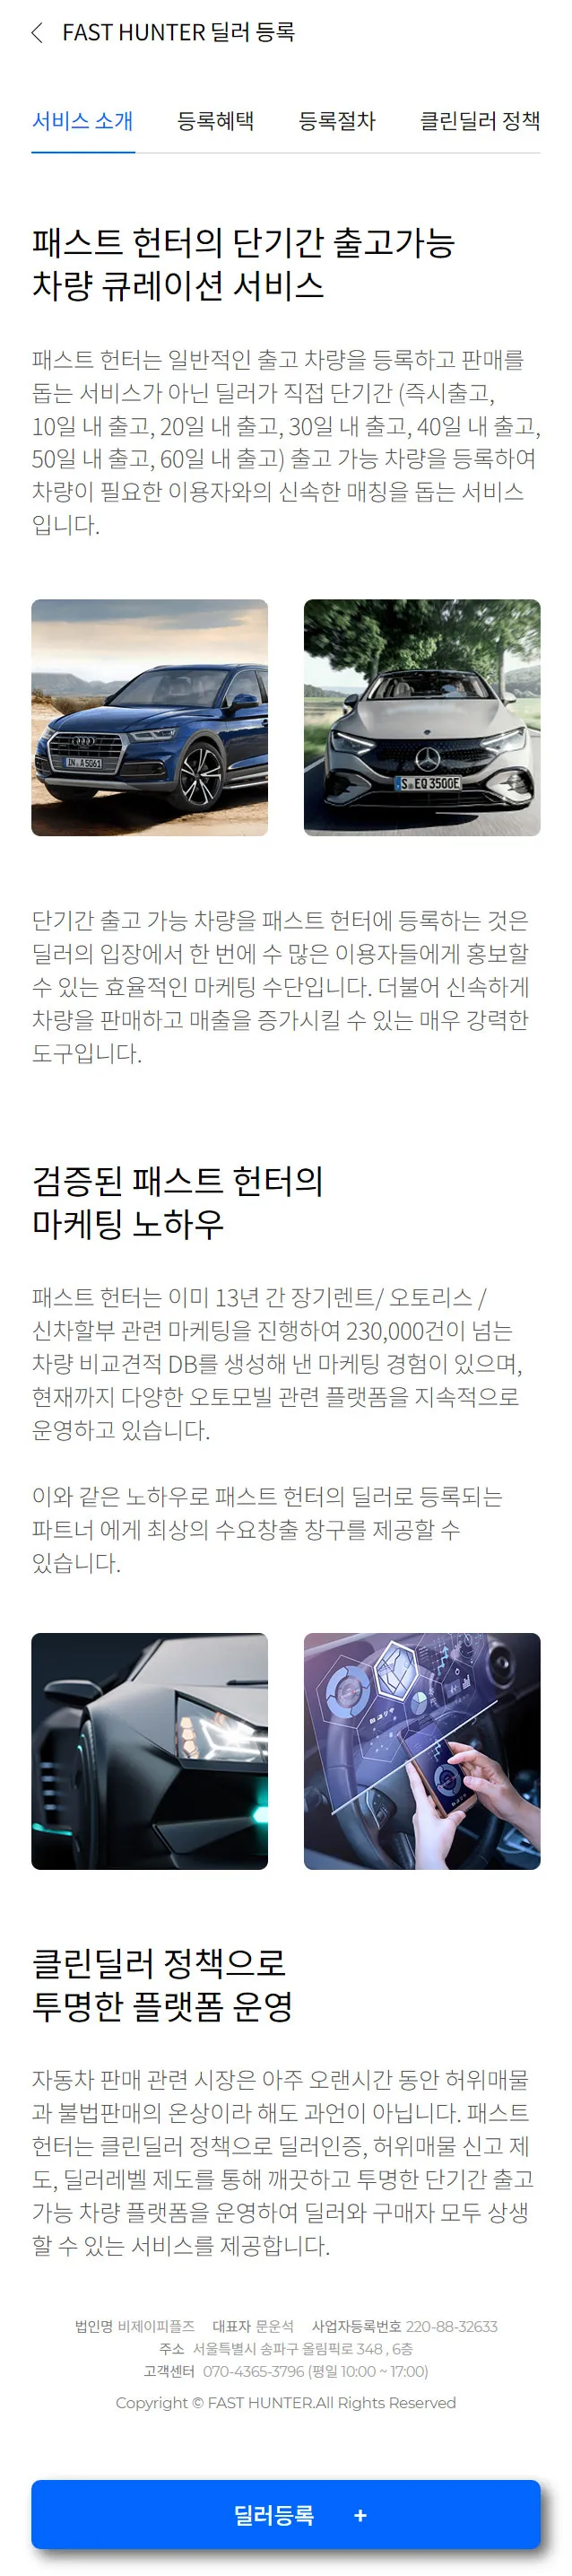 FAST HUNTER 딜러 등록
서비스 소개 등록혜택 등록절차 클린딜러 정책
패스트 헌터의 단기간 출고가능
차량 큐레이션 서비스
패스트 헌터는 일반적인 출고 차량을 등록하고 판매를
돕는 서비스가 아닌 딜러가 직접 단기간 (즉시출고,
10일 내 출고, 20일 내 출고, 30일 내 출고, 40일 내 출고,
50일 내 출고, 60일 내 출고) 출고 가능 차량을 등록하여
차량이 필요한 이용자와의 신속한 매칭을 돕는 서비스
입니다.
IN A 5061
S EQ 3500E
단기간 출고 가능 차량을 패스트 헌터에 등록하는 것은
딜러의 입장에서 한 번에 수 많은 이용자들에게 홍보할
수 있는 효율적인 마케팅 수단입니다. 더불어 신속하게
차량을 판매하고 매출을 증가시킬 수 있는 매우 강력한
도구입니다.
검증된 패스트 헌터의
마케팅 노하우
패스트 헌터는 이미 13년 간 장기렌트/ 오토리스 /
신차할부 관련 마케팅을 진행하여 230,000건이 넘는
차량 비교견적 DB를 생성해 낸 마케팅 경험이 있으며,
현재까지 다양한 오토모빌 관련 플랫폼을 지속적으로
운영하고 있습니다.
이와 같은 노하우로 패스트 헌터의 딜러로 등록되는
파트너 에게 최상의 수요창출 창구를 제공할 수
있습니다.
클린딜러 정책으로
투명한 플랫폼 운영
자동차 판매 관련 시장은 아주 오랜시간 동안 허위매물
과 불법판매의 온상이라 해도 과언이 아닙니다. 패스트
헌터는 클린딜러 정책으로 딜러인증, 허위매물 신고 제
도, 딜러레벨 제도를 통해 깨끗하고 투명한 단기간 출고
가능 차량 플랫폼을 운영하여 딜러와 구매자 모두 상생
할 수 있는 서비스를 제공합니다.
법인명 비제이피플즈 대표자 문운석 사업자등록번호 220-88-32633
주소 서울특별시 송파구 올림픽로 348 , 6층
고객센터 070-4365-3796 (평일 10:00 ~ 17:00)
Copyright © FAST HUNTER.All Rights Reserved
딜러등록 +